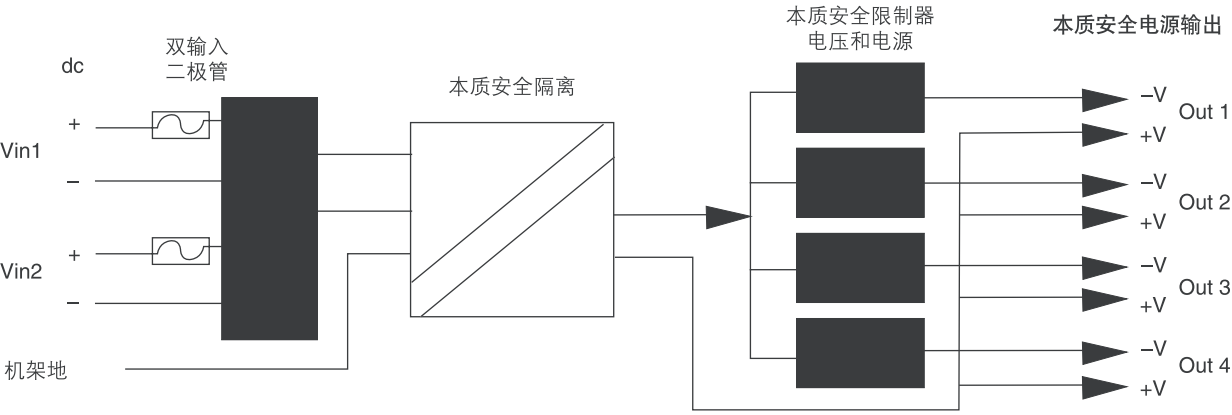 本质安全限制器
电压和电源
本质安全电源输出
双输入
二极管
dc
本质安全隔离
+
Vin1
−
+
Vin2
−
机架地
−V
Out 1
+V
−V
Out 2
+V
−V
Out 3
+V
−V
Out 4
+V